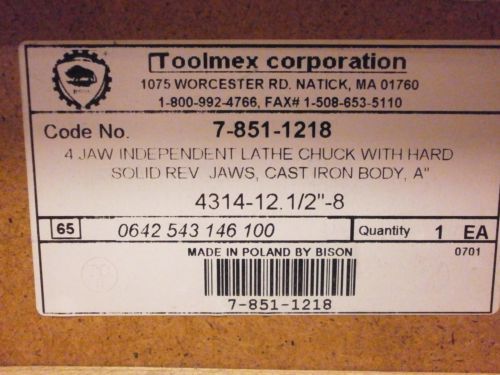 Toolmex corporation
1075 WORCESTER RD. NATICK, MA 01760
1-800-992-4766, FAX# 1-508-653-5110
Code No. 7-851-1218
4 JAW INDEPENDENT LATHE CHUCK WITH HARD
SOLID REV JAWS, CAST IRON BODY, A"
4314-12.1/2"-8
65 0642 543 146 100 Quantity 1 EA
MADE IN POLAND BY BISON 0701
7-851-1218